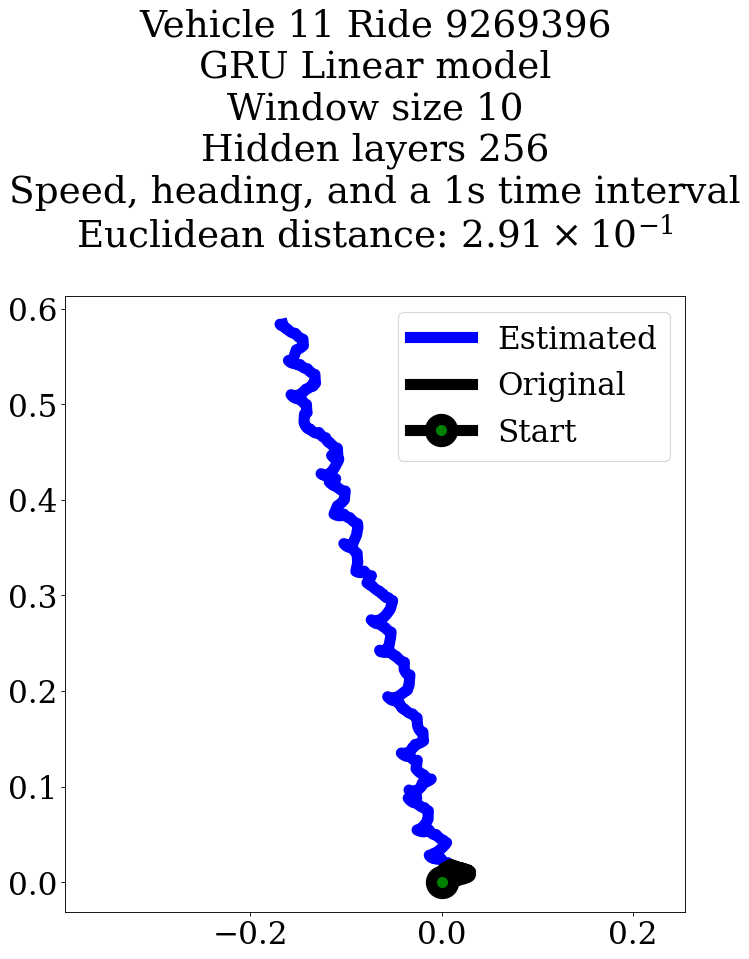 Vehicle 11 Ride 9269396
GRU Linear model
Window size 10
Hidden layers 256
Speed, heading, and a 1s time interval
Euclidean distance: 2.91 × 10⁻¹
0.6
Estimated
0.5
Original
Start
0.4
0.3
0.2
0.1
0.0
−0.2 0.0 0.2